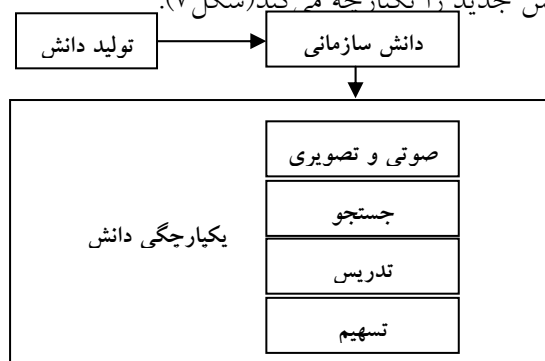 جدید را یکپارچه می‌کند(شکل۷).
دانش سازمانی
تولید دانش
صوتی و تصویری
جستجو
یکپارچگی دانش
تدریس
تسهیم